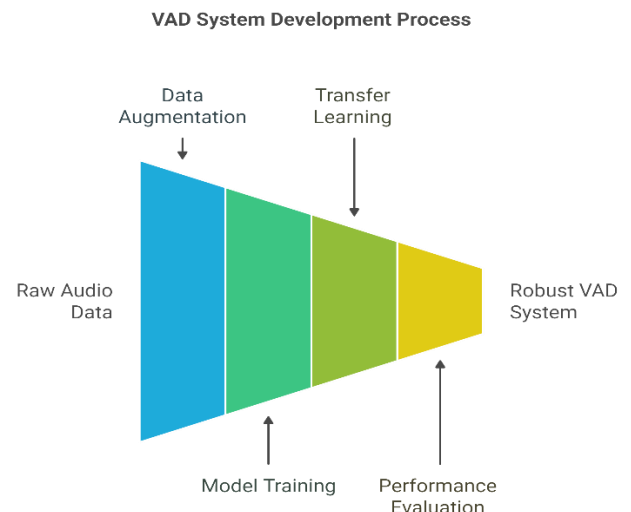 VAD System Development Process
Data
Augmentation
Transfer
Learning
Raw Audio
Data
Robust VAD
System
Model Training
Performance
Evaluation